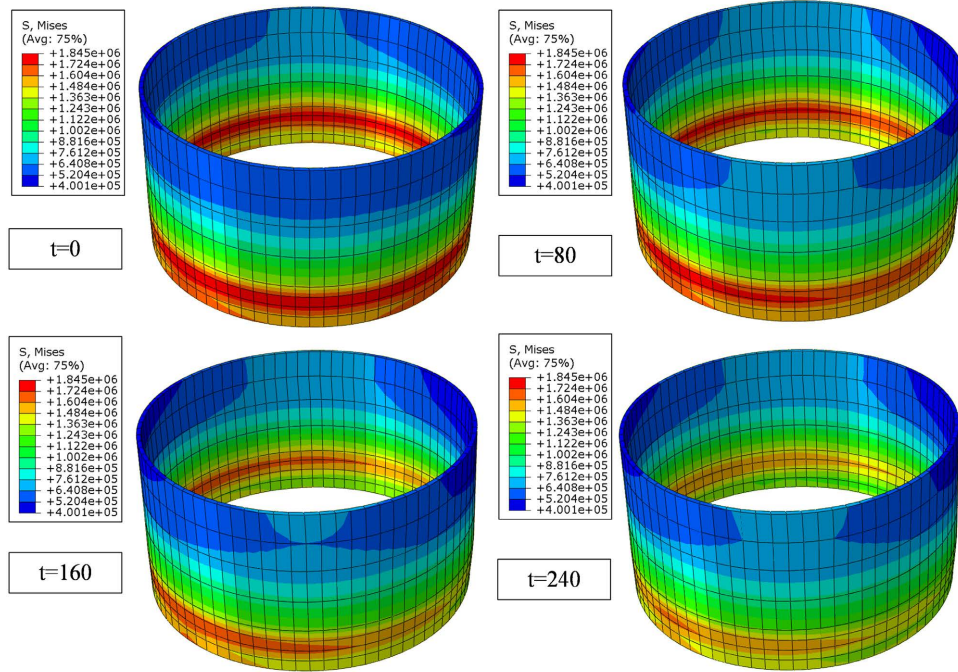 S, Mises
(Avg: 75%)
+1.845e+06
+1.724e+06
+1.604e+06
+1.484e+06
+1.363e+06
+1.243e+06
+1.122e+06
+1.002e+06
+8.816e+05
+7.612e+05
+6.408e+05
+5.204e+05
+4.001e+05
t=0
S, Mises
(Avg: 75%)
+1.845e+06
+1.724e+06
+1.604e+06
+1.484e+06
+1.363e+06
+1.243e+06
+1.122e+06
+1.002e+06
+8.816e+05
+7.612e+05
+6.408e+05
+5.204e+05
+4.001e+05
t=80
S, Mises
(Avg: 75%)
+1.845e+06
+1.724e+06
+1.604e+06
+1.484e+06
+1.363e+06
+1.243e+06
+1.122e+06
+1.002e+06
+8.816e+05
+7.612e+05
+6.408e+05
+5.204e+05
+4.001e+05
t=160
S, Mises
(Avg: 75%)
+1.845e+06
+1.724e+06
+1.604e+06
+1.484e+06
+1.363e+06
+1.243e+06
+1.122e+06
+1.002e+06
+8.816e+05
+7.612e+05
+6.408e+05
+5.204e+05
+4.001e+05
t=240